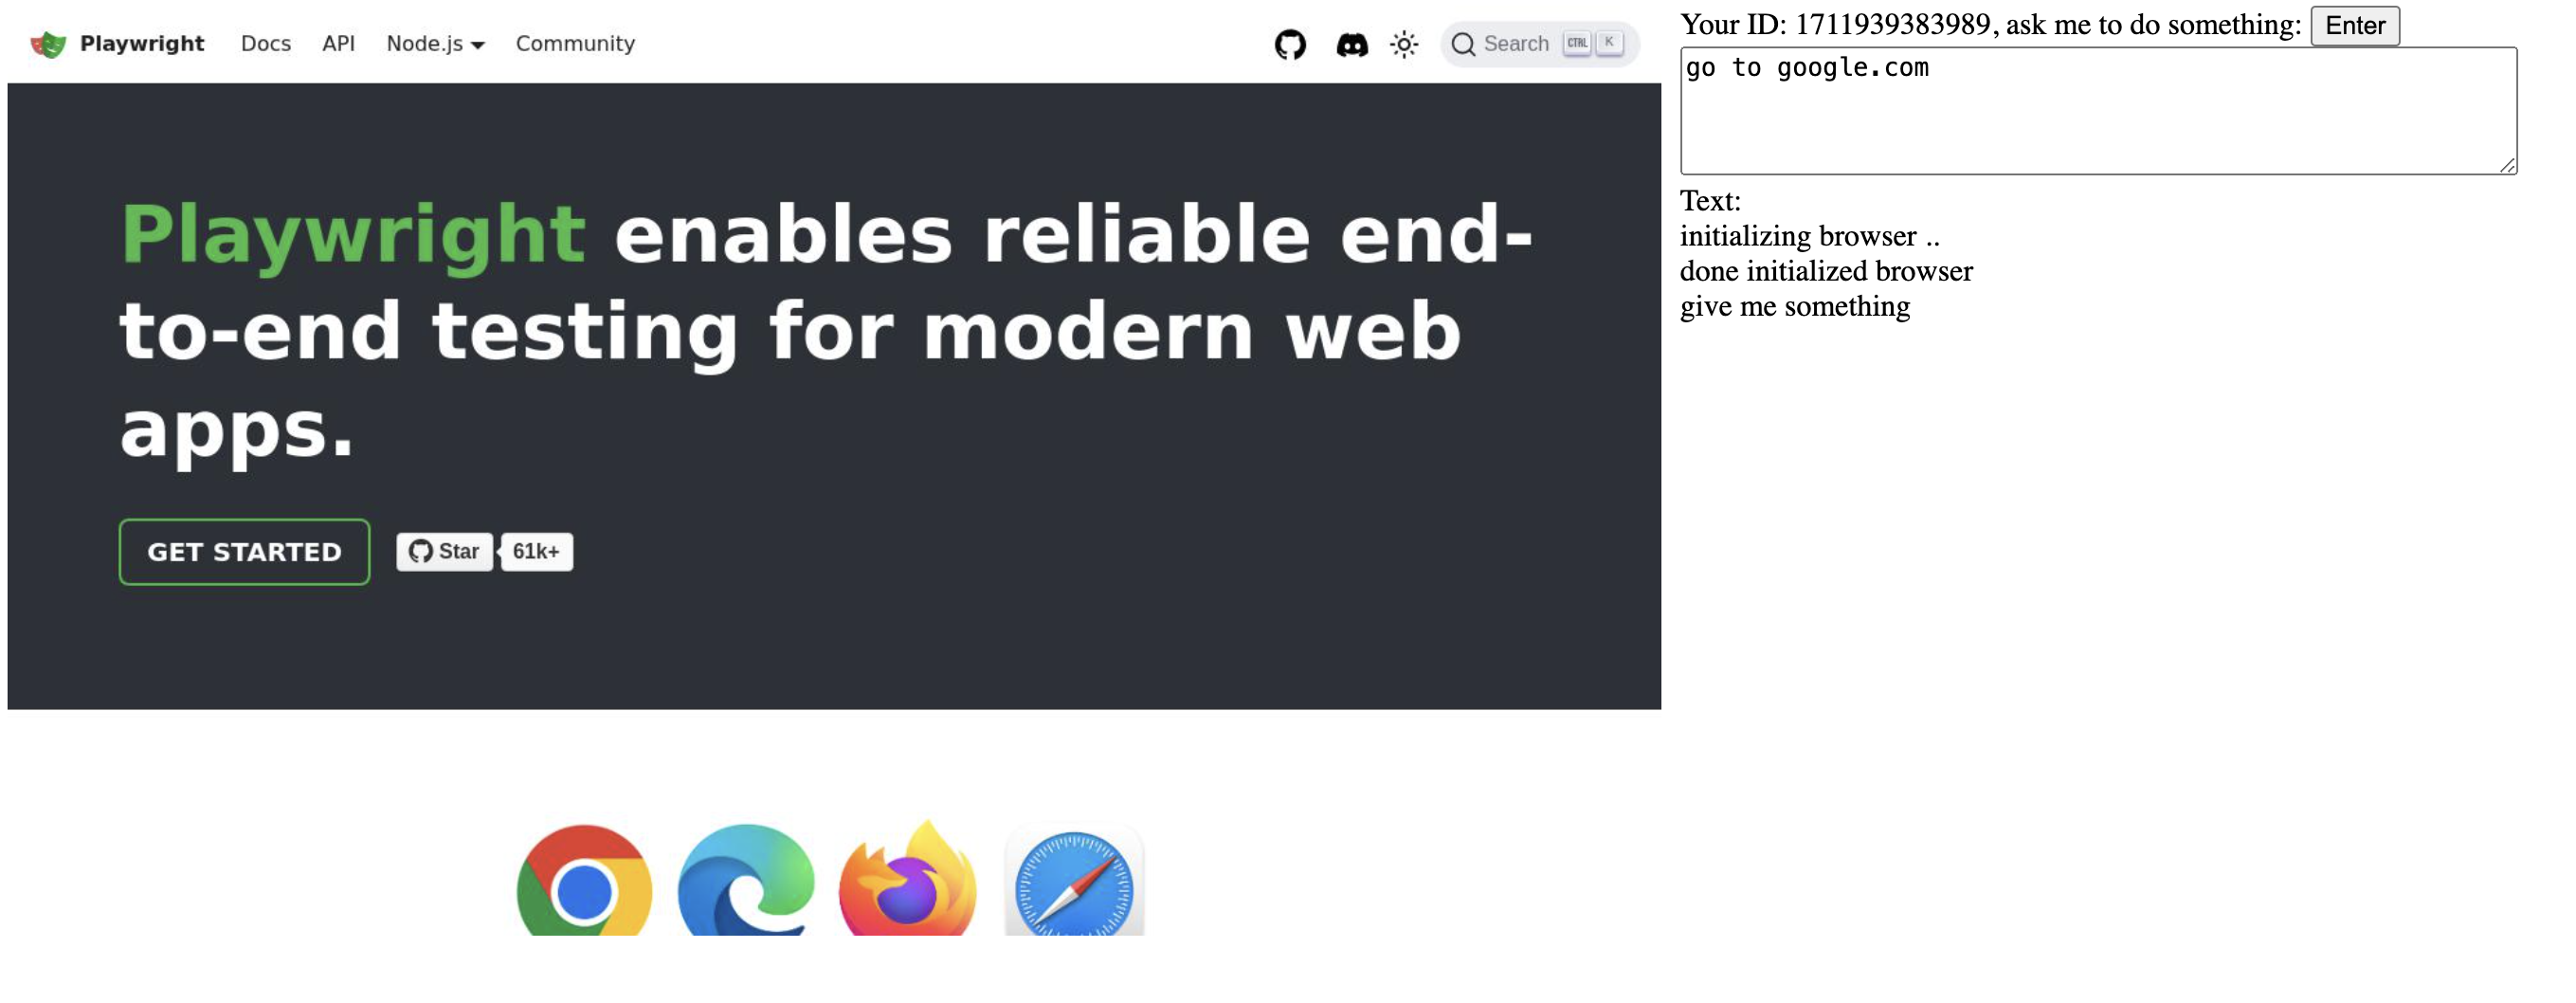 Playwright Docs API Node.js Community Search CTRL K
Playwright enables reliable end-
to-end testing for modern web
apps.
GET STARTED Star 61k+
Your ID: 1711939383989, ask me to do something: Enter
go to google.com
Text:
initializing browser ..
done initialized browser
give me something